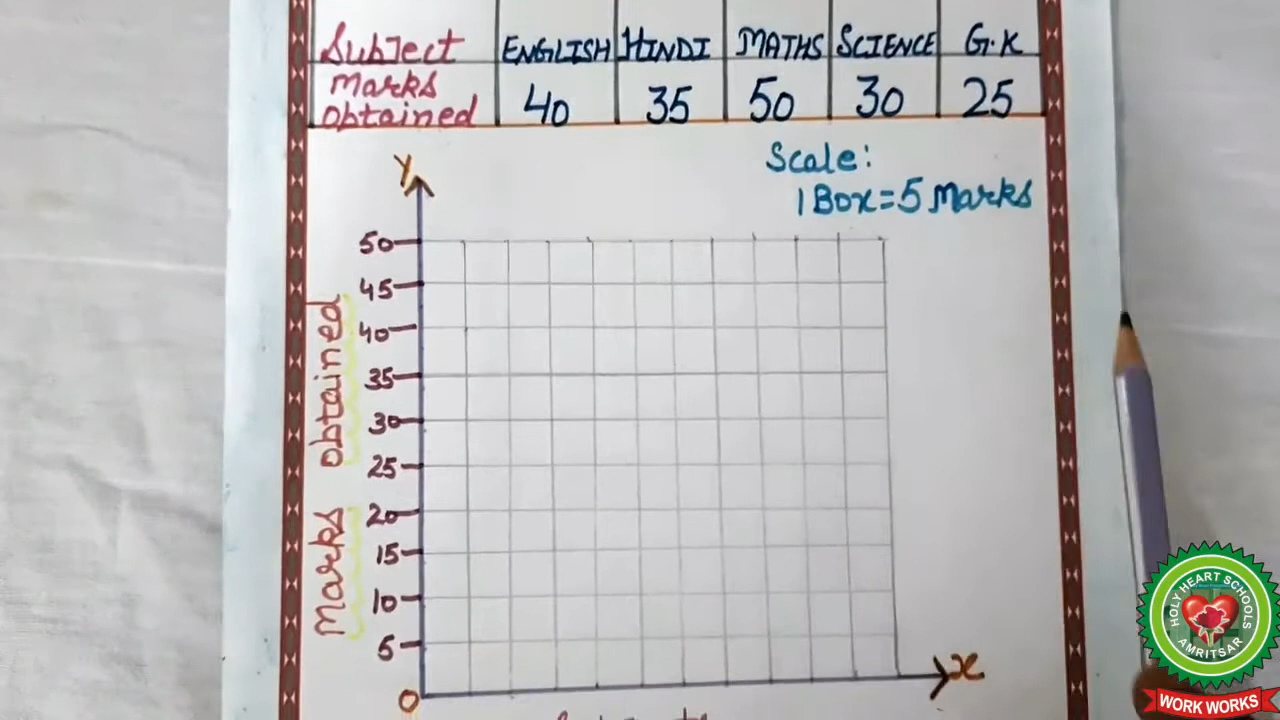 Subject ENGLISH HINDI MATHS SCIENCE G.K
Marks Obtained 40 35 50 30 25
Scale:
1 Box = 5 Marks
Y
50
45
40
35
30
25
20
15
10
5
0
x
Marks Obtained
HOLY HEART SCHOOLS
AMRITSAR
WORK WORKS